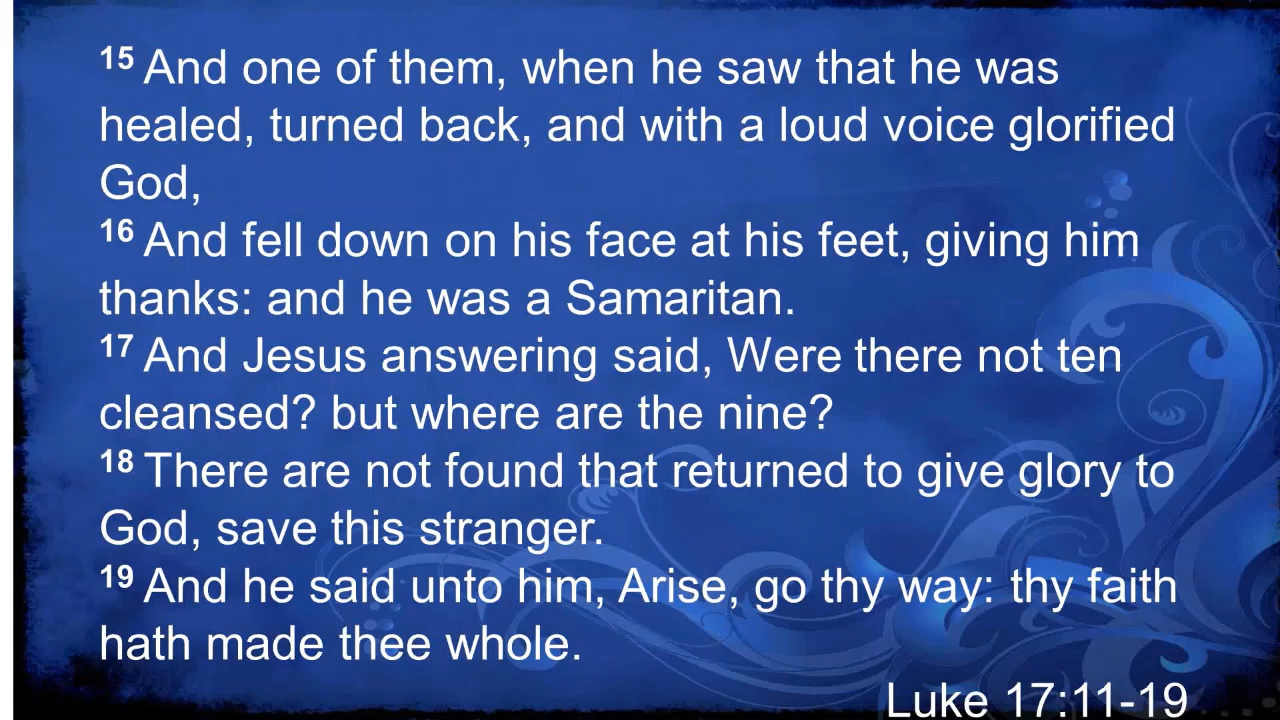 15 And one of them, when he saw that he was
healed, turned back, and with a loud voice glorified
God,
16 And fell down on his face at his feet, giving him
thanks: and he was a Samaritan.
17 And Jesus answering said, Were there not ten
cleansed? but where are the nine?
18 There are not found that returned to give glory to
God, save this stranger.
19 And he said unto him, Arise, go thy way: thy faith
hath made thee whole.
Luke 17:11-19